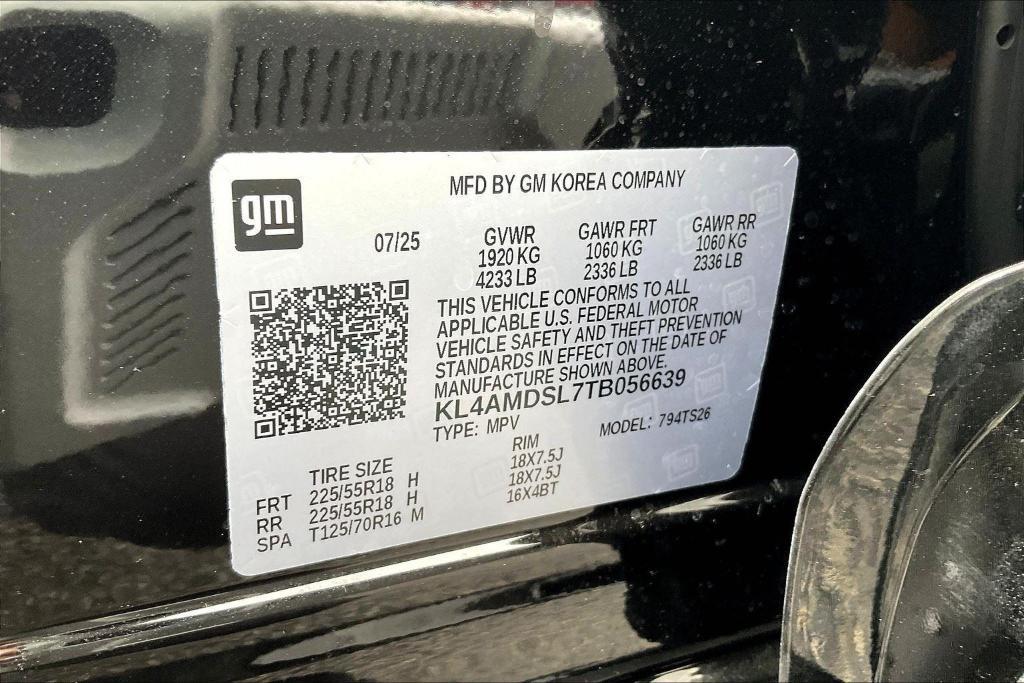 gm
MFD BY GM KOREA COMPANY
07/25
GVWR GAWR FRT GAWR RR
1920 KG 1060 KG 1060 KG
4233 LB 2336 LB 2336 LB
THIS VEHICLE CONFORMS TO ALL
APPLICABLE U.S. FEDERAL MOTOR
VEHICLE SAFETY AND THEFT PREVENTION
STANDARDS IN EFFECT ON THE DATE OF
MANUFACTURE SHOWN ABOVE.
KL4AMDSL7TB056639
TYPE: MPV MODEL: 794TS26
TIRE SIZE RIM
FRT 225/55R18 H 18X7.5J
RR 225/55R18 H 18X7.5J
SPA T125/70R16 M 16X4BT